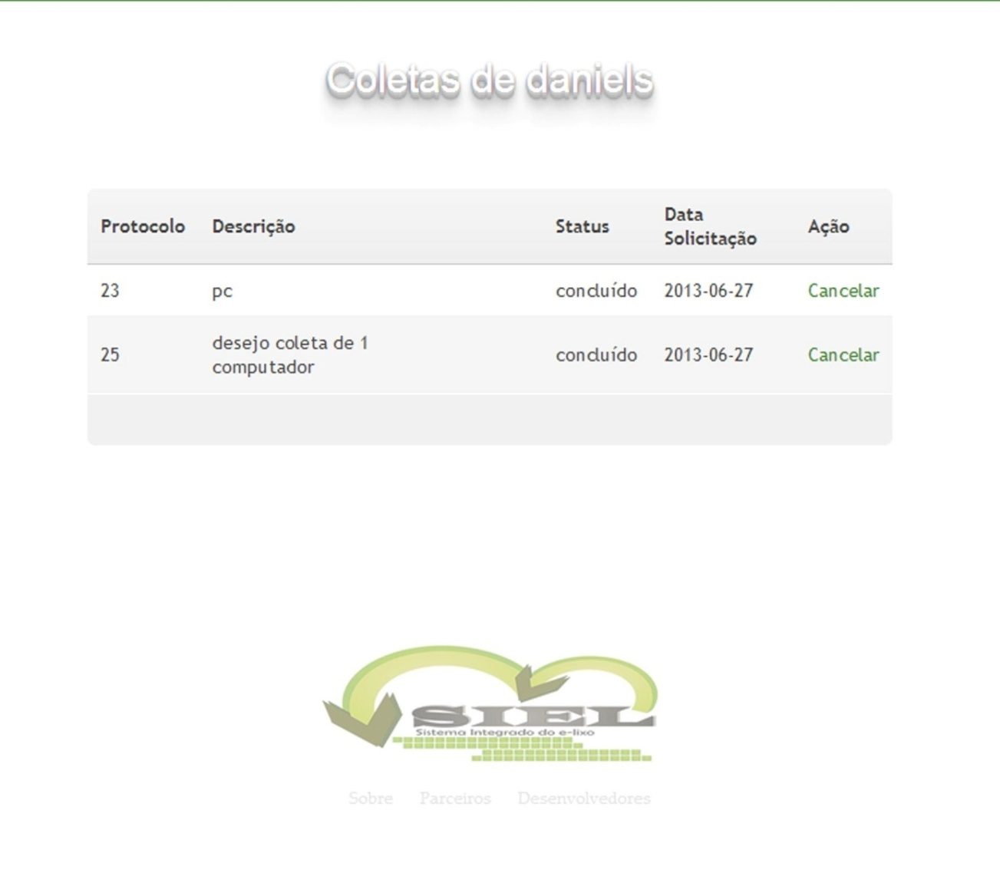 Coletas de daniels
Protocolo Descrição Status Data Solicitação Ação
23 pc concluído 2013-06-27 Cancelar
25 desejo coleta de 1 computador concluído 2013-06-27 Cancelar
SIEL
Sistema Integrado do e-lixo
Sobre Parceiros Desenvolvedores